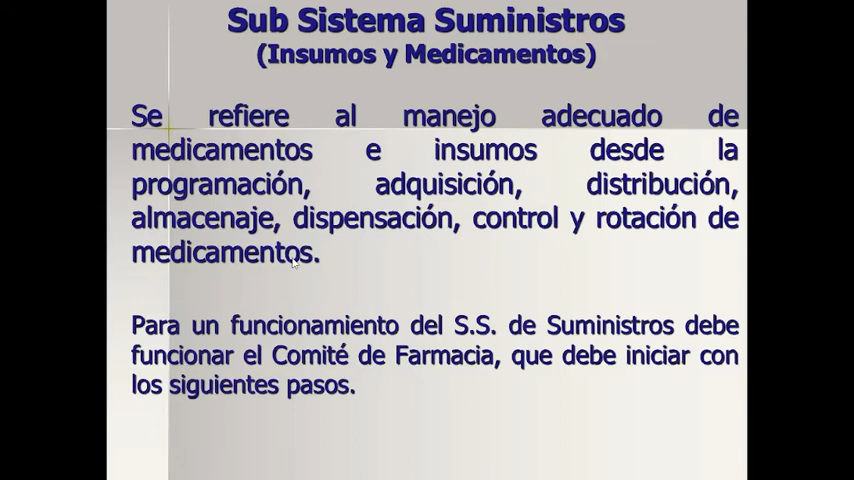 Sub Sistema Suministros
(Insumos y Medicamentos)
Se refiere al manejo adecuado de
medicamentos e insumos desde la
programación, adquisición, distribución,
almacenaje, dispensación, control y rotación de
medicamentos.
Para un funcionamiento del S.S. de Suministros debe
funcionar el Comité de Farmacia, que debe iniciar con
los siguientes pasos.